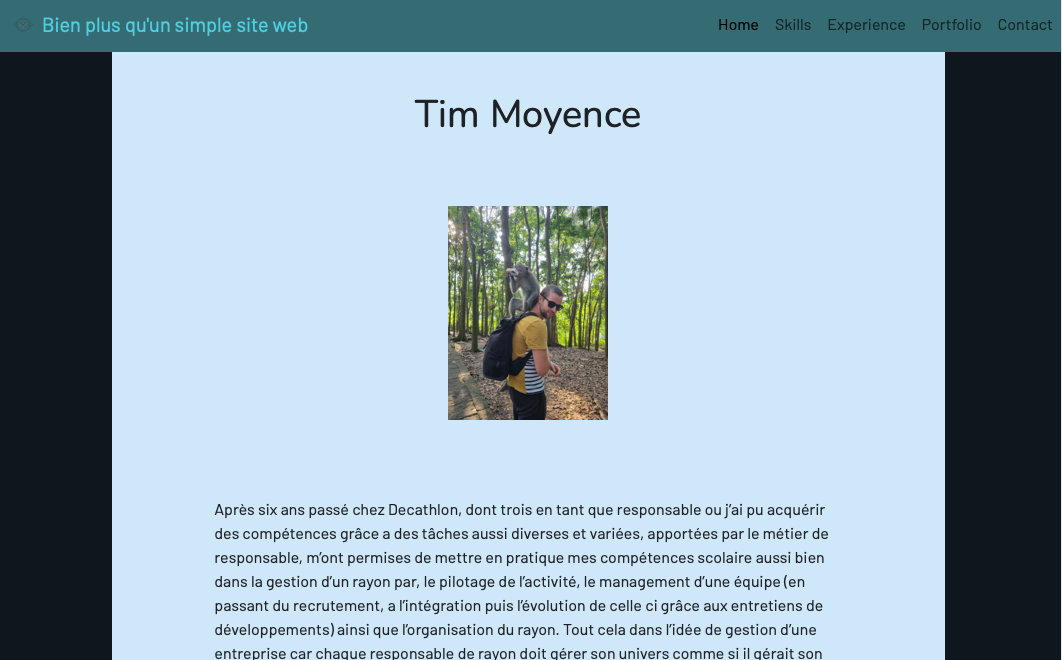 Bien plus qu'un simple site web
Home Skills Experience Portfolio Contact
Tim Moyence
Après six ans passé chez Decathlon, dont trois en tant que responsable ou j’ai pu acquérir
des compétences grâce a des tâches aussi diverses et variées, apportées par le métier de
responsable, m’ont permises de mettre en pratique mes compétences scolaire aussi bien
dans la gestion d’un rayon par, le pilotage de l’activité, le management d’une équipe (en
passant du recrutement, a l’intégration puis l’évolution de celle ci grâce aux entretiens de
développements) ainsi que l’organisation du rayon. Tout cela dans l’idée de gestion d’une
entreprise car chaque responsable de rayon doit gérer son univers comme si il gérait son